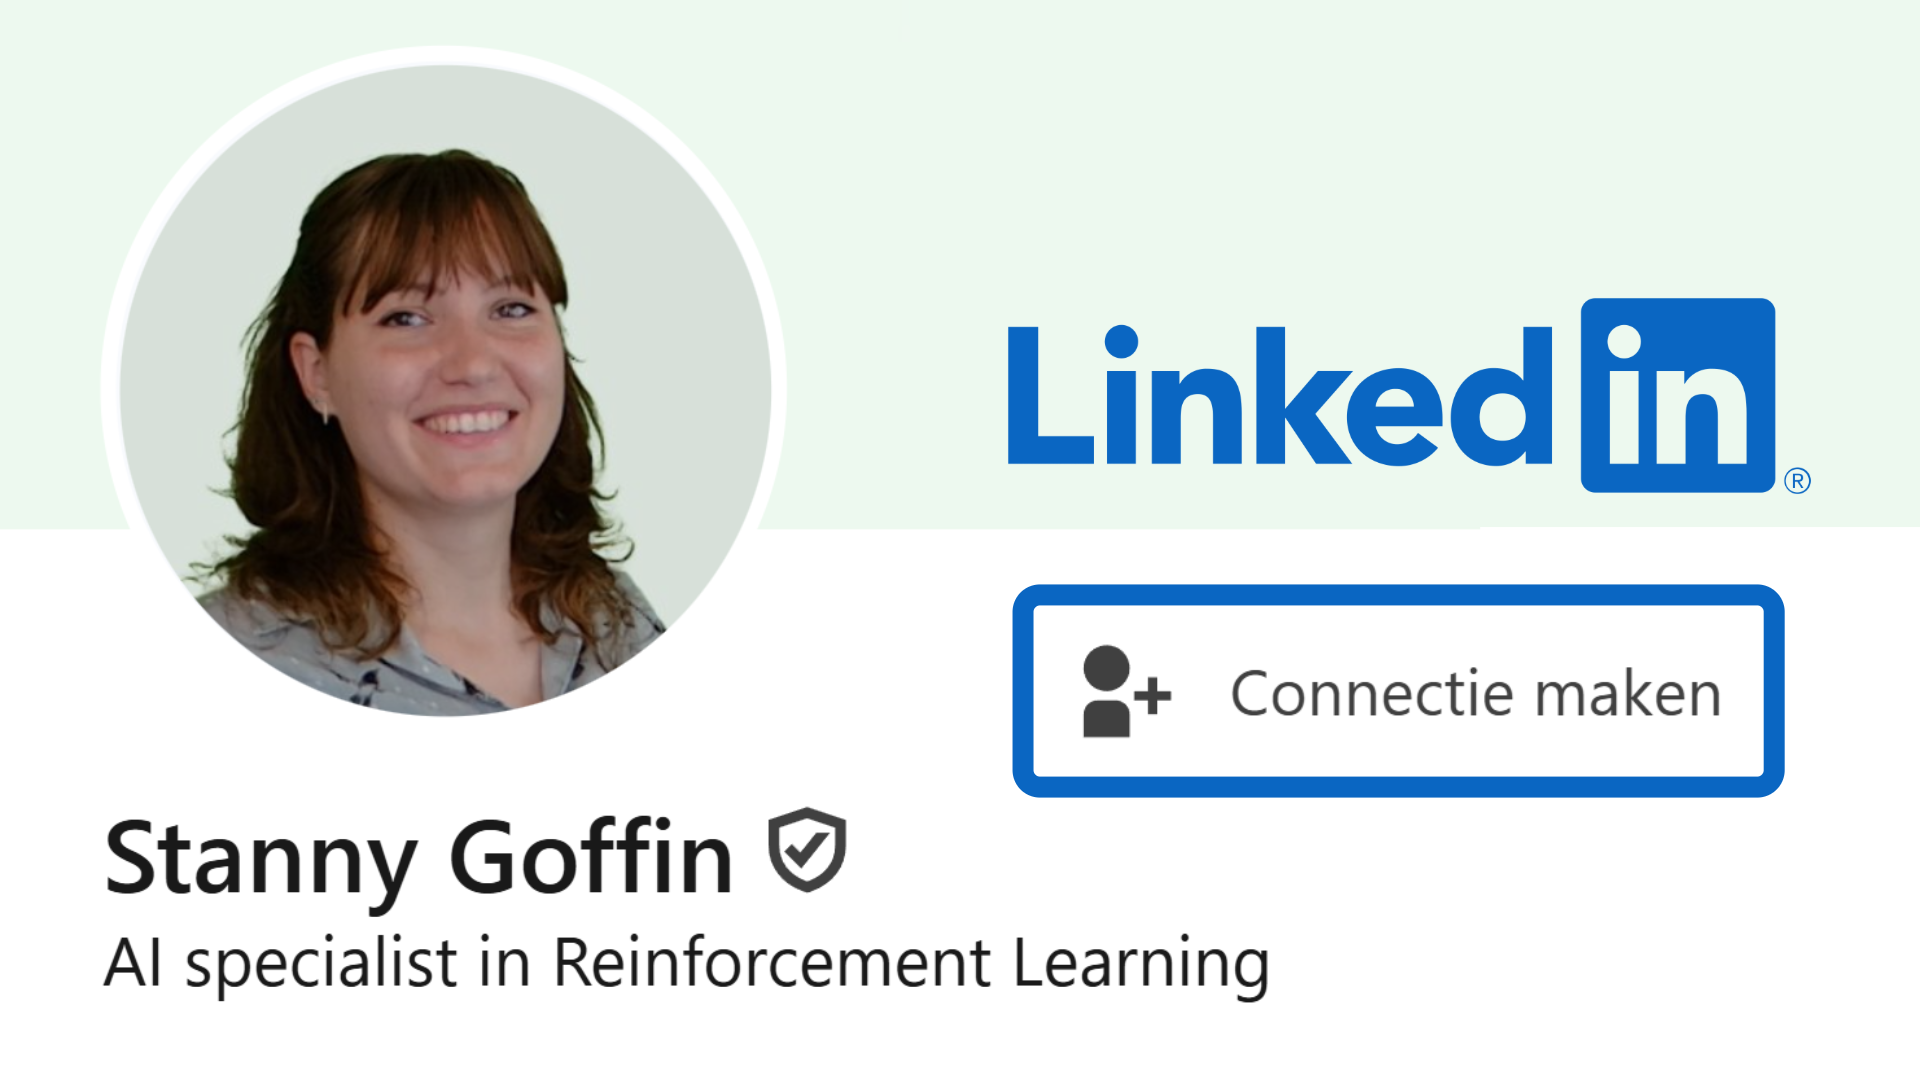 LinkedIn®
Connectie maken
Stanny Goffin
AI specialist in Reinforcement Learning